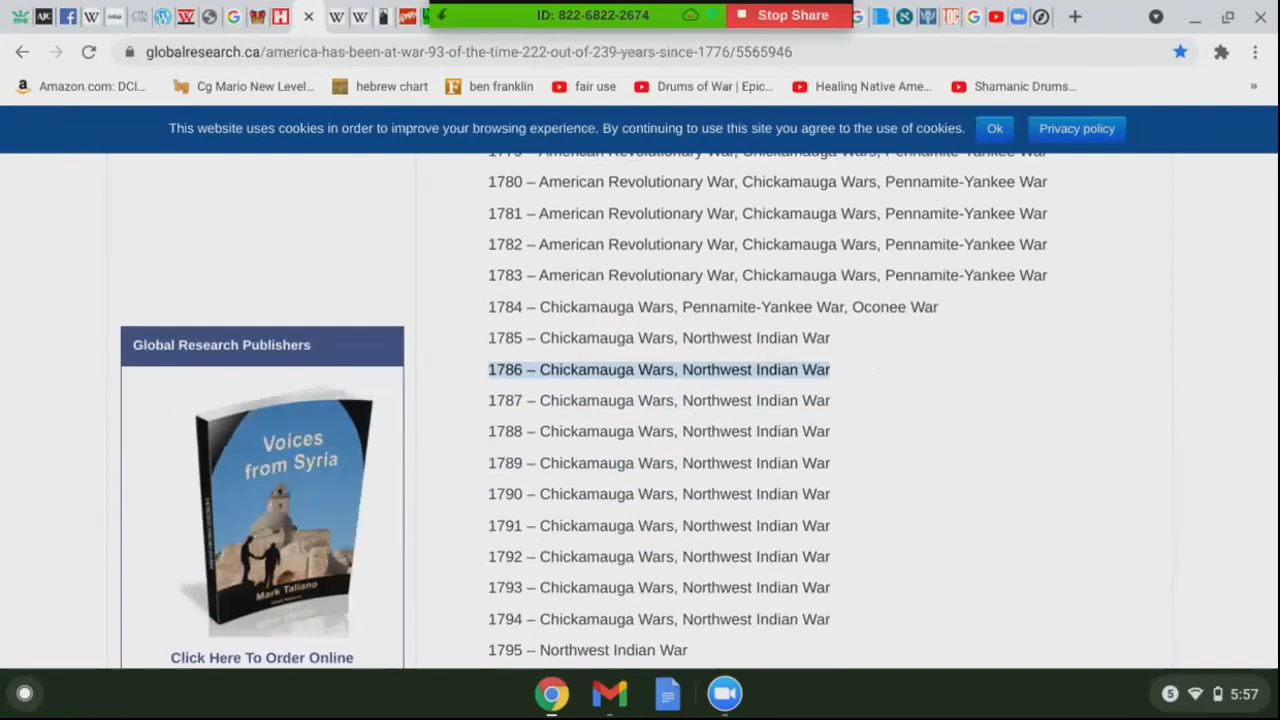 ID: 822-6822-2674
Stop Share
globalresearch.ca/america-has-been-at-war-93-of-the-time-222-out-of-239-years-since-1776/5565946
Amazon.com: DCI... Cg Mario New Level... hebrew chart ben franklin fair use Drums of War | Epic... Healing Native Ame... Shamanic Drums... »
This website uses cookies in order to improve your browsing experience. By continuing to use this site you agree to the use of cookies. Ok Privacy policy
1780 – American Revolutionary War, Chickamauga Wars, Pennamite-Yankee War
1781 – American Revolutionary War, Chickamauga Wars, Pennamite-Yankee War
1782 – American Revolutionary War, Chickamauga Wars, Pennamite-Yankee War
1783 – American Revolutionary War, Chickamauga Wars, Pennamite-Yankee War
1784 – Chickamauga Wars, Pennamite-Yankee War, Oconee War
1785 – Chickamauga Wars, Northwest Indian War
1786 – Chickamauga Wars, Northwest Indian War
1787 – Chickamauga Wars, Northwest Indian War
1788 – Chickamauga Wars, Northwest Indian War
1789 – Chickamauga Wars, Northwest Indian War
1790 – Chickamauga Wars, Northwest Indian War
1791 – Chickamauga Wars, Northwest Indian War
1792 – Chickamauga Wars, Northwest Indian War
1793 – Chickamauga Wars, Northwest Indian War
1794 – Chickamauga Wars, Northwest Indian War
1795 – Northwest Indian War
Global Research Publishers
Voices
from Syria
Mark Taliano
Click Here To Order Online
5 5:57